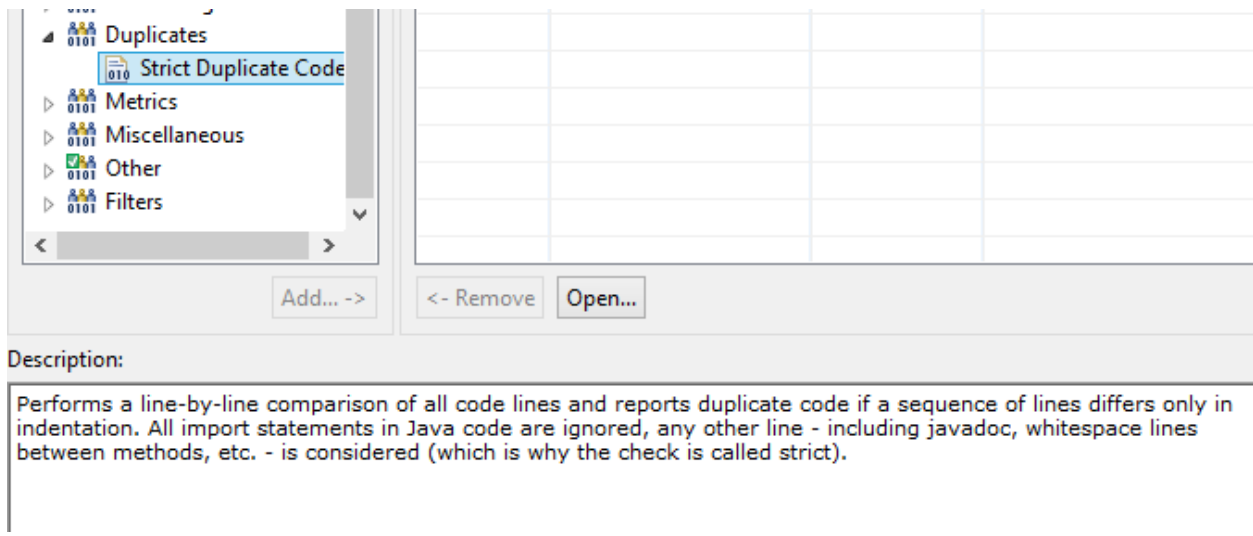 Duplicates
Strict Duplicate Code
Metrics
Miscellaneous
Other
Filters
Add... ->
<- Remove
Open...
Description:
Performs a line-by-line comparison of all code lines and reports duplicate code if a sequence of lines differs only in
indentation. All import statements in Java code are ignored, any other line - including javadoc, whitespace lines
between methods, etc. - is considered (which is why the check is called strict).